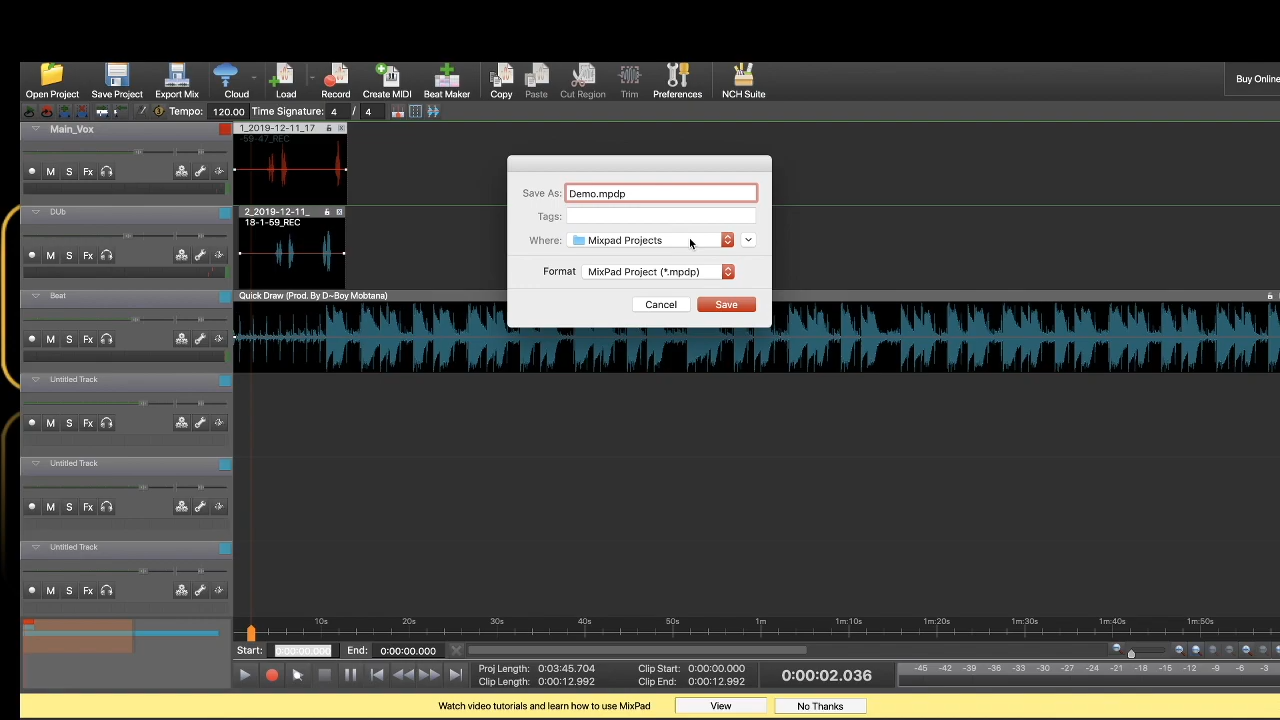 Open Project Save Project Export Mix Cloud Load Record Create MIDI Beat Maker Copy Paste Cut Region Trim Preferences NCH Suite Buy Online
Tempo: 120.00 Time Signature: 4 / 4
Main_Vox
1_2019-12-11_17
-59-47_REC
M S Fx
DUb
2_2019-12-11_
18-1-59_REC
M S Fx
Beat
Quick Draw (Prod. By D~Boy Mobtana)
M S Fx
Save As: Demo.mpdp
Tags:
Where: Mixpad Projects
Format MixPad Project (*.mpdp)
Cancel Save
Untitled Track
M S Fx
Untitled Track
M S Fx
Untitled Track
M S Fx
10s 20s 30s 40s 50s 1m 1m:10s 1m:20s 1m:30s 1m:40s 1m:50s
Start: 0:00:00.000 End: 0:00:00.000
Proj Length: 0:03:45.704 Clip Start: 0:00:00.000
Clip Length: 0:00:12.992 Clip End: 0:00:12.992
0:00:02.036
-45 -42 -39 -36 -33 -30 -27 -24 -21 -18 -15 -12 -9 -6 -3
Watch video tutorials and learn how to use MixPad View No Thanks